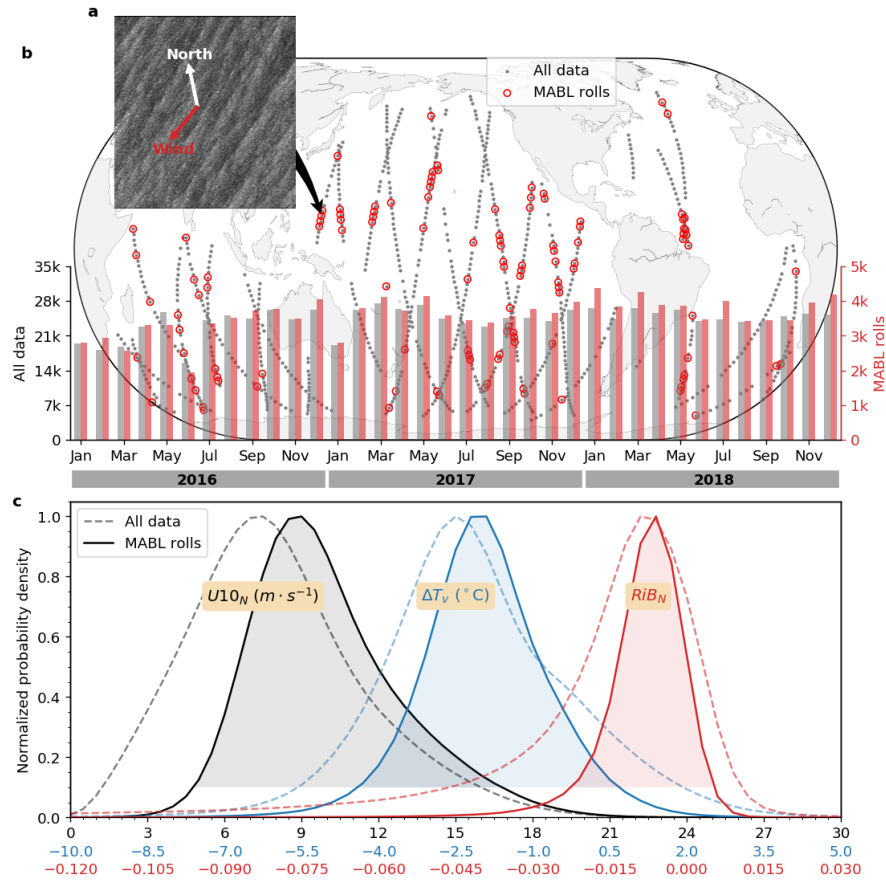 a
b
North
Wind
All data
MABL rolls
35k
28k
21k
14k
7k
0
All data
5k
4k
3k
2k
1k
0
MABL rolls
Jan Mar May Jul Sep Nov Jan Mar May Jul Sep Nov Jan Mar May Jul Sep Nov
2016 2017 2018
c
All data
MABL rolls
U10N (m · s−1)
ΔTv (°C)
RiBN
Normalized probability density
1.0
0.8
0.6
0.4
0.2
0.0
0 3 6 9 12 15 18 21 24 27 30
−10.0 −8.5 −7.0 −5.5 −4.0 −2.5 −1.0 0.5 2.0 3.5 5.0
−0.120 −0.105 −0.090 −0.075 −0.060 −0.045 −0.030 −0.015 0.000 0.015 0.030